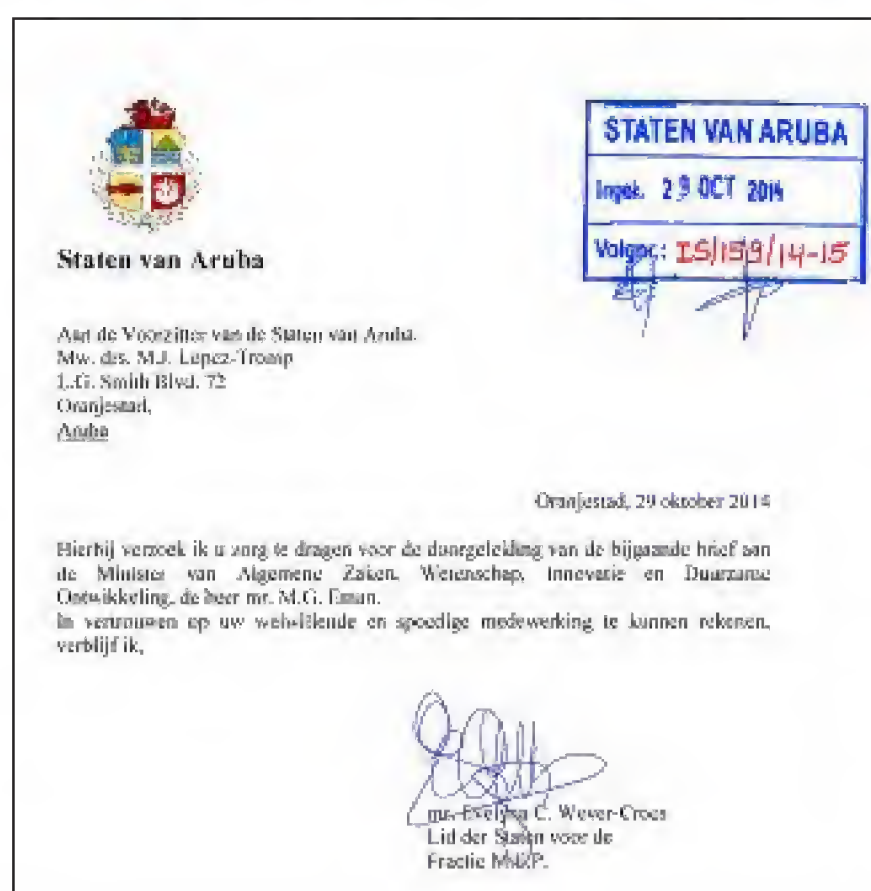 Staten van Aruba
STATEN VAN ARUBA
Ingek. 29 OCT 2014
Volgnr.: IS/159/14-15
Aan de Voorzitter van de Staten van Aruba.
Mw. drs. M.J. Lopez-Tromp
L.G. Smith Blvd. 72
Oranjestad,
Aruba
Oranjestad, 29 oktober 2014
Hierbij verzoek ik u zorg te dragen voor de doorgeleiding van de bijgaande brief aan
de Minister van Algemene Zaken, Wetenschap, Innovatie en Duurzame
Ontwikkeling, de heer mr. M.G. Eman.
In vertrouwen op uw welwillende en spoedige medewerking te kunnen rekenen,
verblijf ik,
mr. Evelyna C. Wever-Croes
Lid der Staten voor de
Fractie MEP.